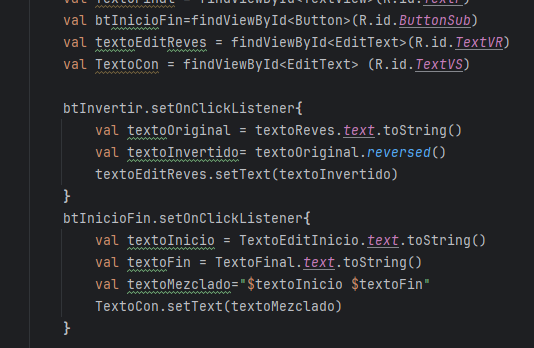 val TextoFinal = findViewById<TextView>(R.id.TextF)
val btInicioFin=findViewById<Button>(R.id.ButtonSub)
val textoEditReves = findViewById<EditText>(R.id.TextVR)
val TextoCon = findViewById<EditText> (R.id.TextVS)
btInvertir.setOnClickListener{
val textoOriginal = textoReves.text.toString()
val textoInvertido= textoOriginal.reversed()
textoEditReves.setText(textoInvertido)
}
btInicioFin.setOnClickListener{
val textoInicio = TextoEditInicio.text.toString()
val textoFin = TextoFinal.text.toString()
val textoMezclado="$textoInicio $textoFin"
TextoCon.setText(textoMezclado)
}